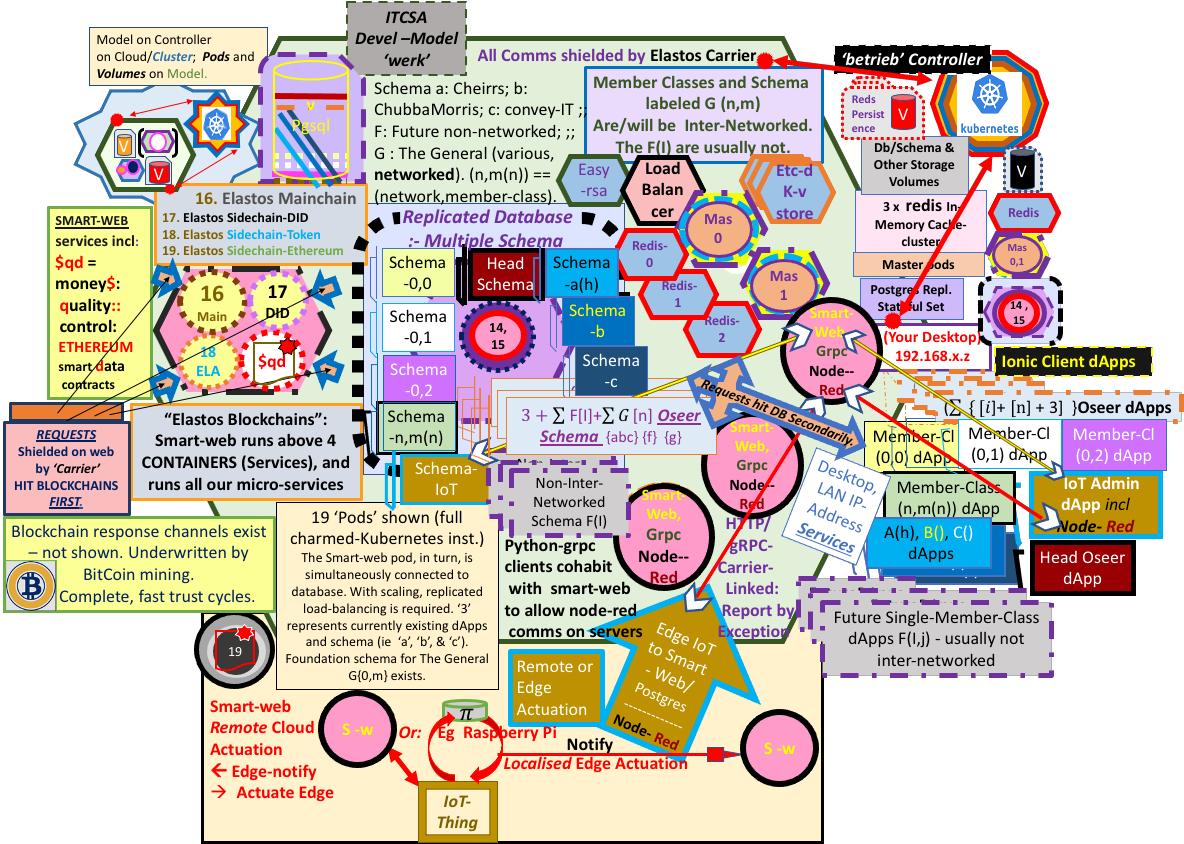 ITCSA
Devel –Model
‘werk’
Model on Controller
on Cloud/Cluster; Pods and
Volumes on Model.
V
V
V
Pgsql
All Comms shielded by Elastos Carrier
Schema a: Cheirrs; b:
ChubbaMorris; c: convey-IT ;;
F: Future non-networked; ;;
G : The General (various,
networked). (n,m(n)) ==
(network,member-class).
Member Classes and Schema
labeled G (n,m)
Are/will be Inter-Networked.
The F(I) are usually not.
‘betrieb’ Controller
Reds
Persist
ence
V
kubernetes
Db/Schema &
Other Storage
Volumes
V
3 x redis In-
Memory Cache-
cluster
Redis
Master pods
Mas
0,1
Postgres Repl.
Stateful Set
14,
15
(Your Desktop)
192.168.x.z
Easy
-rsa
Load
Balan
cer
Etc-d
K-v
store
Mas
0
Mas
1
Redis-
0
Redis-
1
Redis-
2
16. Elastos Mainchain
17. Elastos Sidechain-DID
18. Elastos Sidechain-Token
19. Elastos Sidechain-Ethereum
SMART-WEB
services incl:
$qd =
money$:
quality::
control:
ETHEREUM
smart data
contracts
16
Main
17
DID
18
ELA
$qd
Replicated Database
:- Multiple Schema
Schema
-0,0
Head
Schema
Schema
-a(h)
Schema
-0,1
14,
15
Schema
-b
Schema
-0,2
Schema
-c
Schema
-n,m(n)
Schema-
IoT
3 + ∑ F[I]+∑ G [n] Oseer
Schema {abc} {f} {g}
Non-Inter-
Networked
Schema F(I)
Smart-
Web,
Grpc
Node--
Red
Smart-
Web,
Grpc
Node--
Red
Smart-
Web,
Grpc
Node--
Red
Requests hit DB Secondarily.
Ionic Client dApps
(∑ { [i]+ [n] + 3] }Oseer dApps
Member-Cl
(0,0) dApp
Member-Cl
(0,1) dApp
Member-Cl
(0,2) dApp
Member-Class
(n,m(n)) dApp
IoT Admin
dApp incl
Node- Red
A(h), B(), C()
dApps
Head Oseer
dApp
Desktop,
LAN IP-
Address
Services
Future Single-Member-Class
dApps F(I,j) - usually not
inter-networked
REQUESTS
Shielded on web
by ‘Carrier’
HIT BLOCKCHAINS
FIRST.
“Elastos Blockchains”:
Smart-web runs above 4
CONTAINERS (Services), and
runs all our micro-services
Blockchain response channels exist
– not shown. Underwritten by
BitCoin mining.
Complete, fast trust cycles.
19 ‘Pods’ shown (full
charmed-Kubernetes inst.)
The Smart-web pod, in turn, is
simultaneously connected to
database. With scaling, replicated
load-balancing is required. ‘3’
represents currently existing dApps
and schema (ie ‘a’, ‘b’, & ‘c’).
Foundation schema for The General
G{0,m} exists.
Python-grpc
clients cohabit
with smart-web
to allow node-red
comms on servers
HTTP/
gRPC-
Carrier-
Linked:
Report by
Exception
19
Edge IoT
to Smart
- Web/
Postgres
------------
Node- Red
Remote or
Edge
Actuation
Smart-web
Remote Cloud
Actuation
← Edge-notify
→ Actuate Edge
S -w
Or:
π
Eg Raspberry Pi
Notify
Localised Edge Actuation
S -w
IoT-
Thing